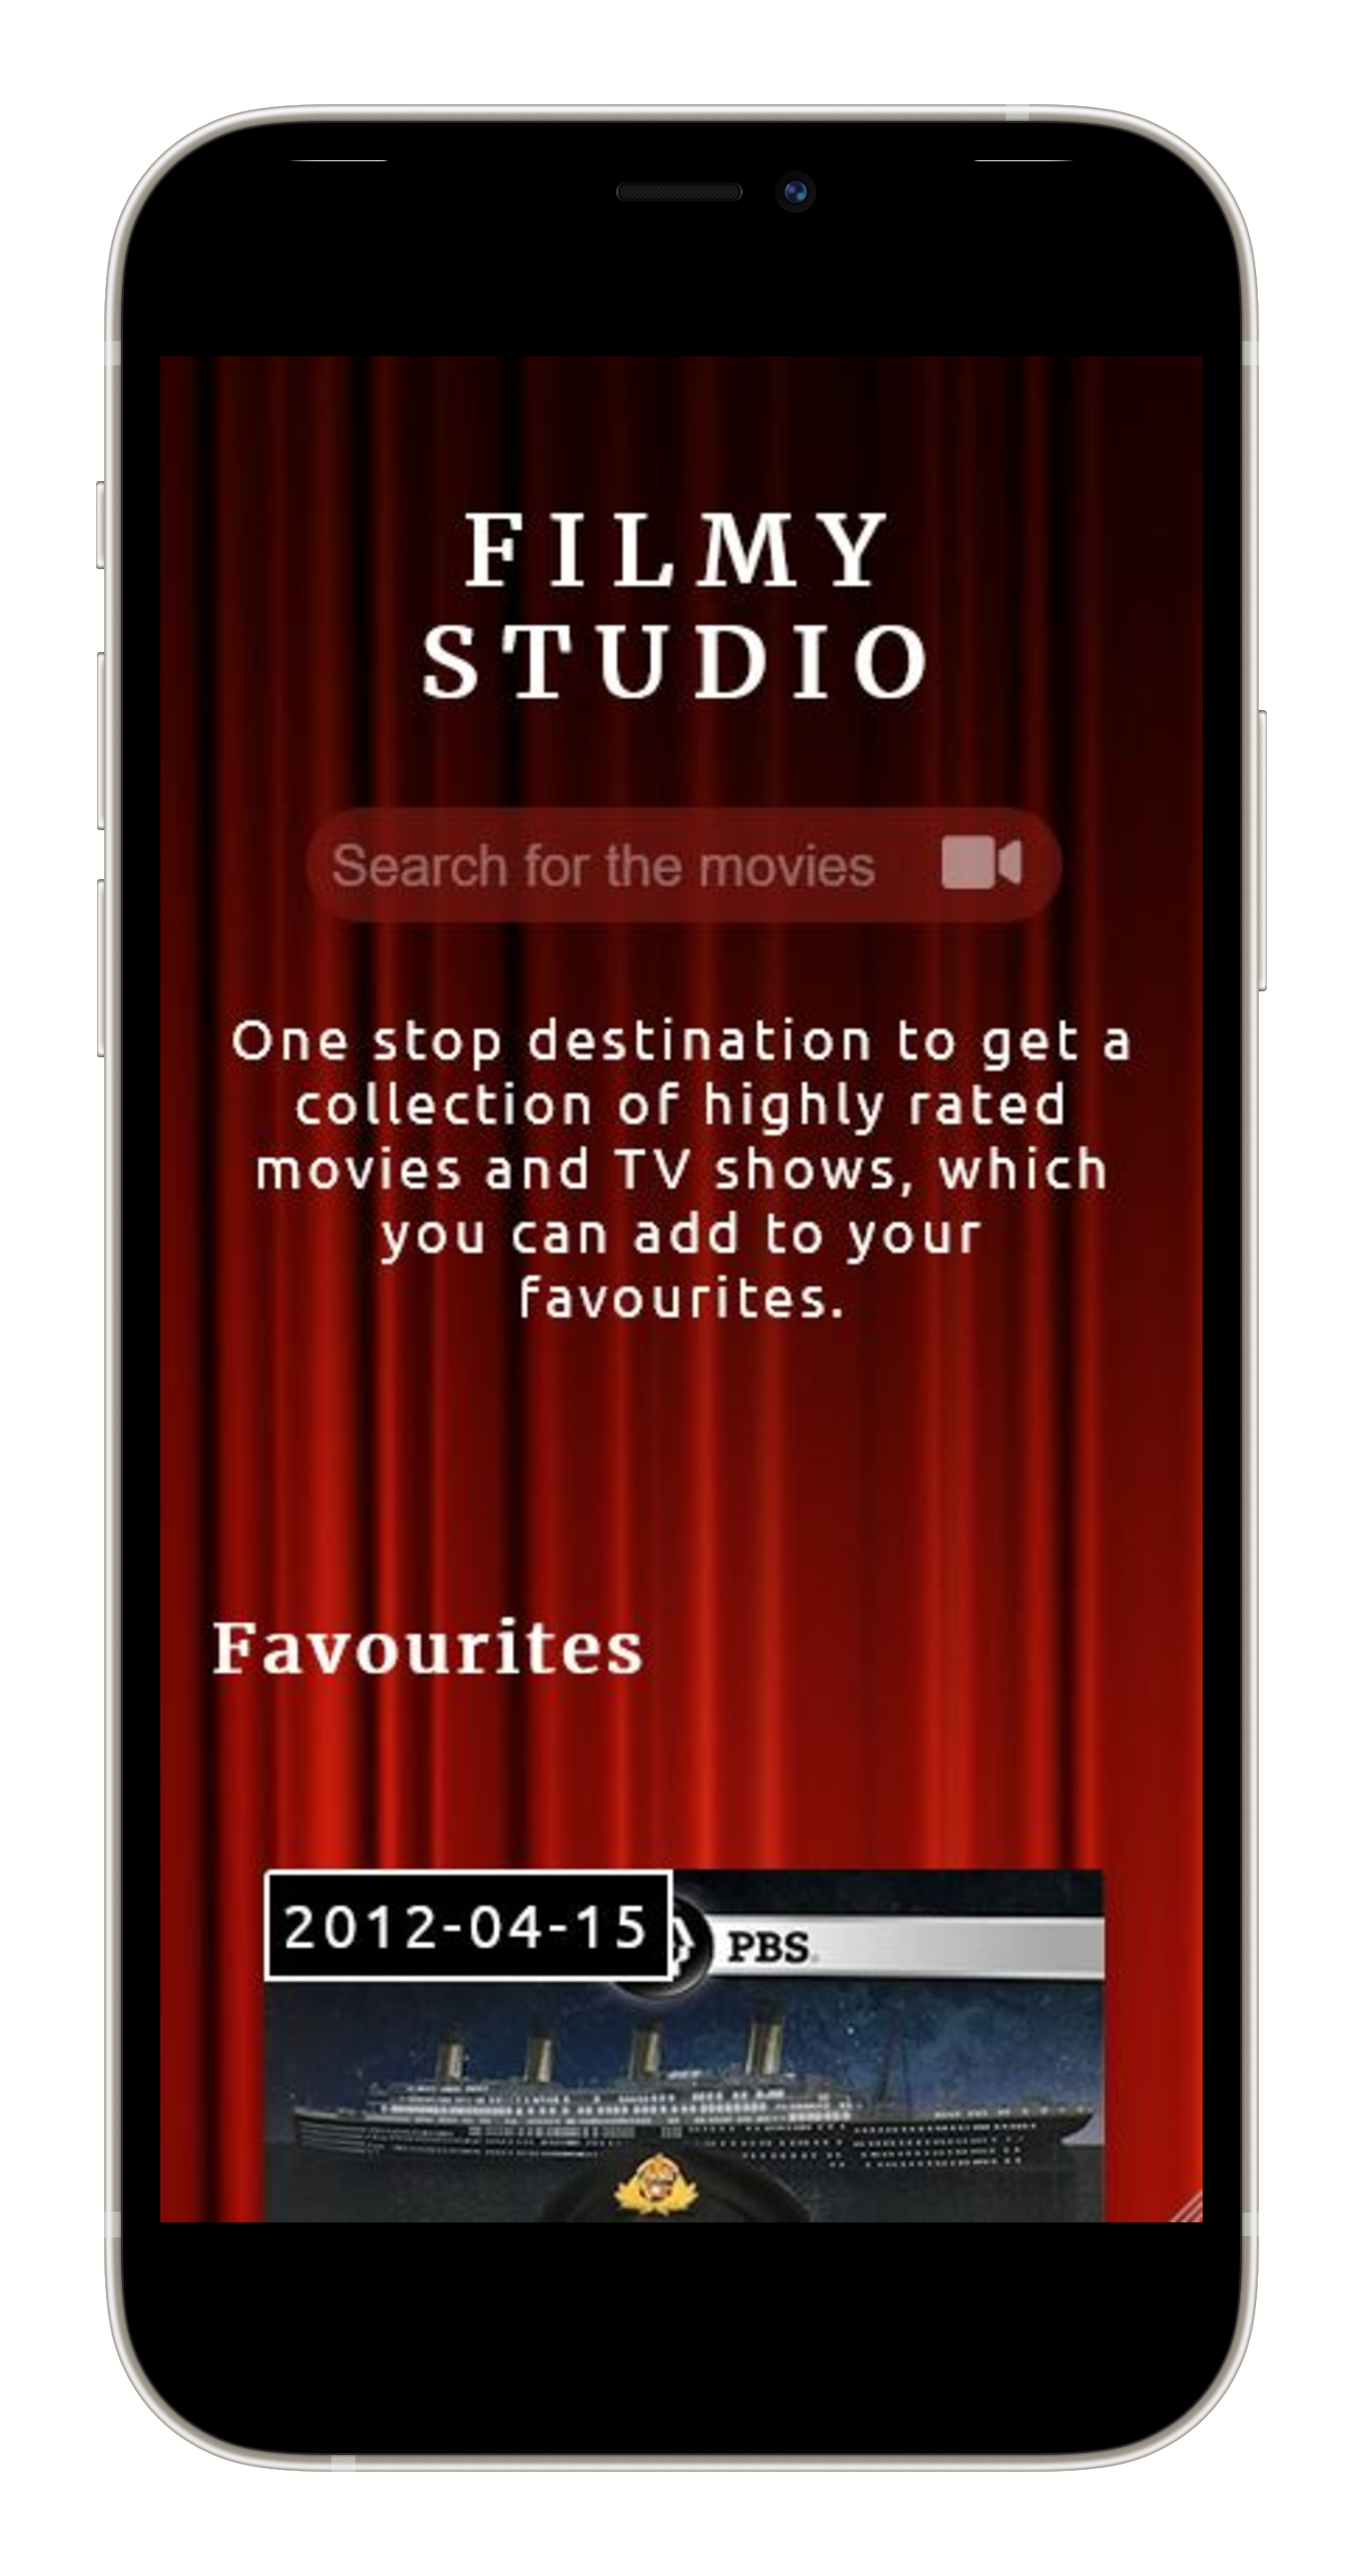 FILMY
STUDIO
Search for the movies
One stop destination to get a
collection of highly rated
movies and TV shows, which
you can add to your
favourites.
Favourites
2012-04-15
PBS